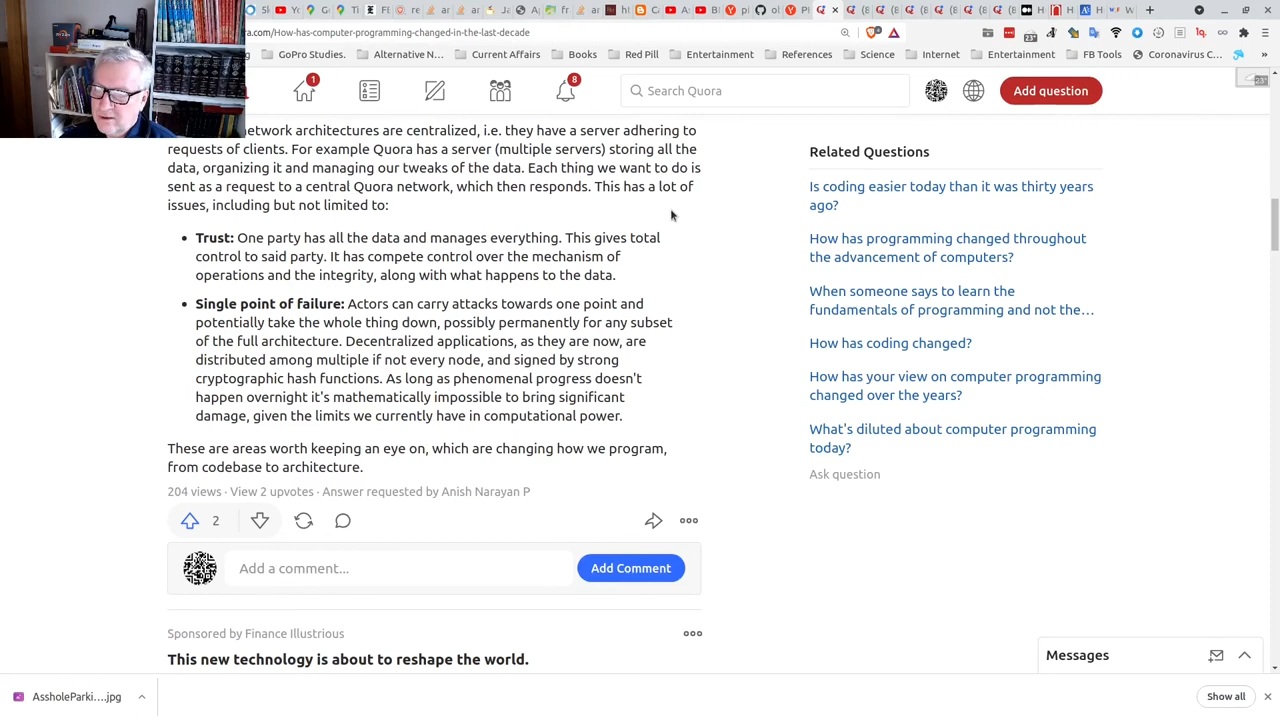 ra.com/How-has-computer-programming-changed-in-the-last-decade
GoPro Studies.
Alternative N...
Current Affairs
Books
Red Pill
Entertainment
References
Science
Internet
Environment
FB Tools
Coronavirus C...
1
8
Search Quora
Add question
23°
etwork architectures are centralized, i.e. they have a server adhering to
requests of clients. For example Quora has a server (multiple servers) storing all the
data, organizing it and managing our tweaks of the data. Each thing we want to do is
sent as a request to a central Quora network, which then responds. This has a lot of
issues, including but not limited to:
• Trust: One party has all the data and manages everything. This gives total
control to said party. It has compete control over the mechanism of
operations and the integrity, along with what happens to the data.
• Single point of failure: Actors can carry attacks towards one point and
potentially take the whole thing down, possibly permanently for any subset
of the full architecture. Decentralized applications, as they are now, are
distributed among multiple if not every node, and signed by strong
cryptographic hash functions. As long as phenomenal progress doesn't
happen overnight it's mathematically impossible to bring significant
damage, given the limits we currently have in computational power.
These are areas worth keeping an eye on, which are changing how we program,
from codebase to architecture.
204 views · View 2 upvotes · Answer requested by Anish Narayan P
2
Add a comment...
Add Comment
Sponsored by Finance Illustrious
This new technology is about to reshape the world.
Related Questions
Is coding easier today than it was thirty years
ago?
How has programming changed throughout
the advancement of computers?
When someone says to learn the
fundamentals of programming and not the...
How has coding changed?
How has your view on computer programming
changed over the years?
What's diluted about computer programming
today?
Ask question
Messages
AssholeParki....jpg
Show all